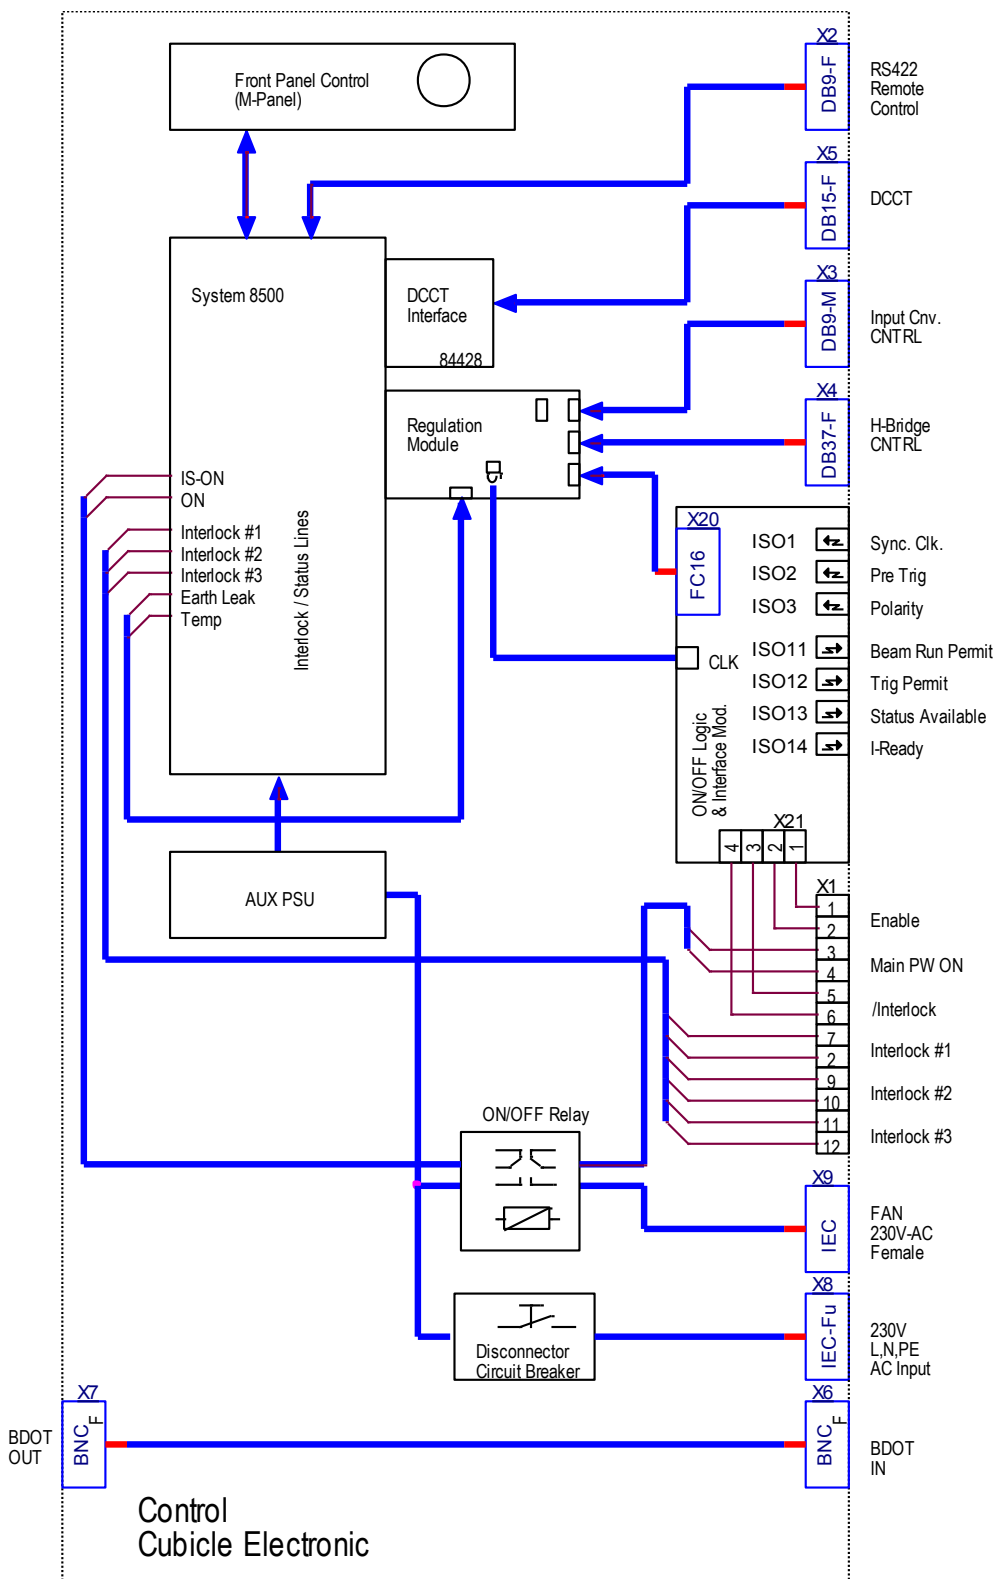 X2
DB9-F
RS422
Remote
Control
Front Panel Control
(M-Panel)
X5
DB15-F
DCCT
System 8500
DCCT
Interface
84428
X3
DB9-M
Input Cnv.
CNTRL
X4
DB37-F
H-Bridge
CNTRL
Regulation
Module
IS-ON
ON
Interlock #1
Interlock #2
Interlock #3
Earth Leak
Temp
Interlock / Status Lines
X20
FC16
ISO1
Sync. Clk.
ISO2
Pre Trig
ISO3
Polarity
CLK
ISO11
Beam Run Permit
ISO12
Trig Permit
ISO13
Status Available
ISO14
I-Ready
ON/OFF Logic
& Interface Mod.
X21
4
3
2
1
AUX PSU
X1
1
2
3
4
5
6
7
2
9
10
11
12
Enable
Main PW ON
/Interlock
Interlock #1
Interlock #2
Interlock #3
ON/OFF Relay
X9
IEC
FAN
230V-AC
Female
X8
IEC-Fu
230V
L,N,PE
AC Input
Disconnector
Circuit Breaker
X7
BNC
F
BDOT
OUT
X6
BNC
F
BDOT
IN
Control
Cubicle Electronic